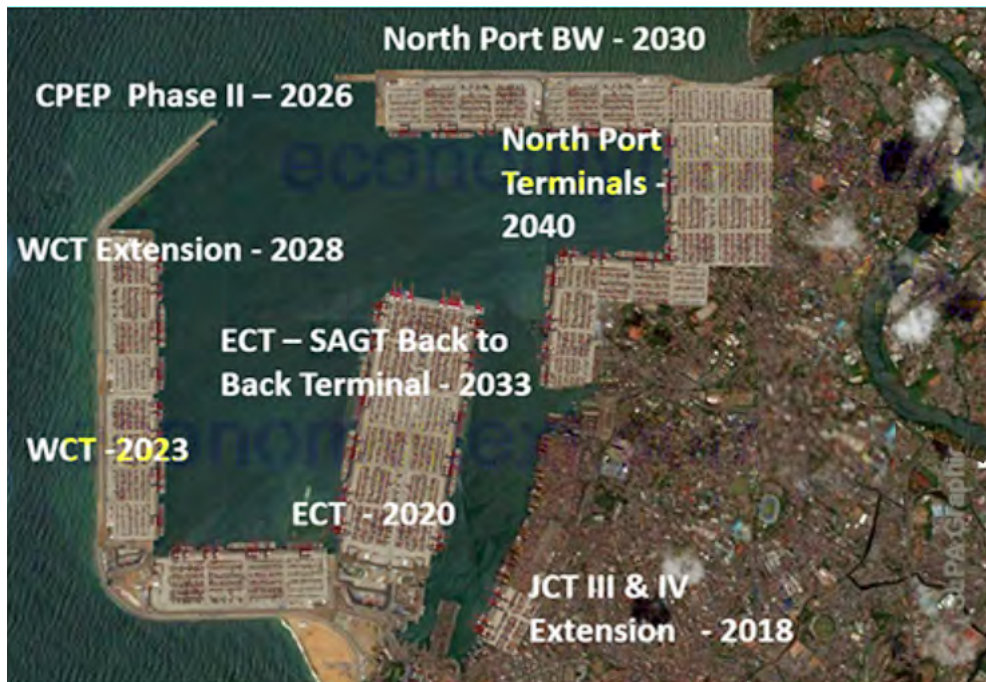 North Port BW - 2030
CPEP Phase II – 2026
North Port
Terminals -
2040
WCT Extension - 2028
ECT – SAGT Back to
Back Terminal - 2033
WCT -2023
ECT - 2020
JCT III & IV
Extension - 2018